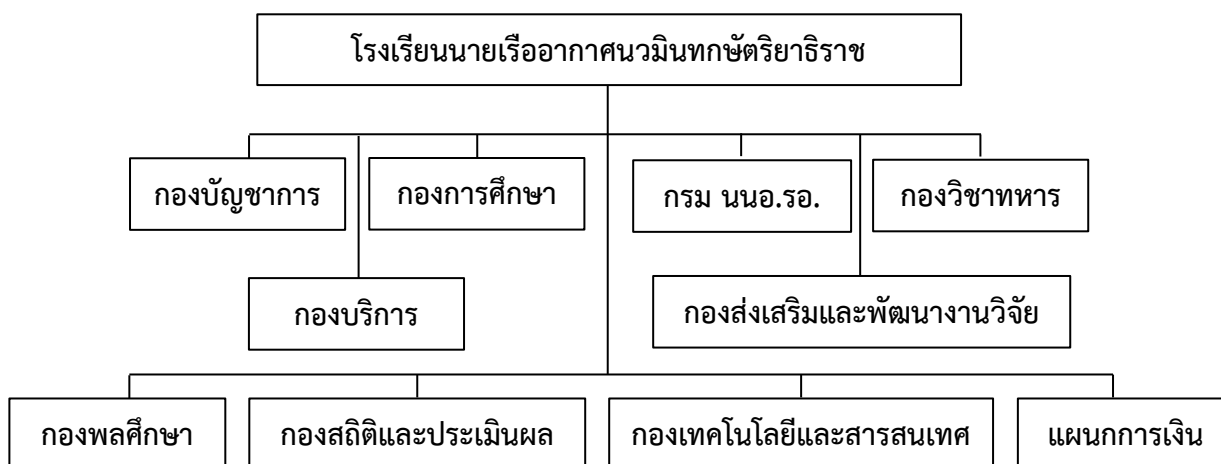 โรงเรียนนายเรืออากาศนวมินทกษัตริยาธิราช
กองบัญชาการ
กองการศึกษา
กรม นนอ.รอ.
กองวิชาทหาร
กองบริการ
กองส่งเสริมและพัฒนางานวิจัย
กองพลศึกษา
กองสถิติและประเมินผล
กองเทคโนโลยีและสารสนเทศ
แผนกการเงิน